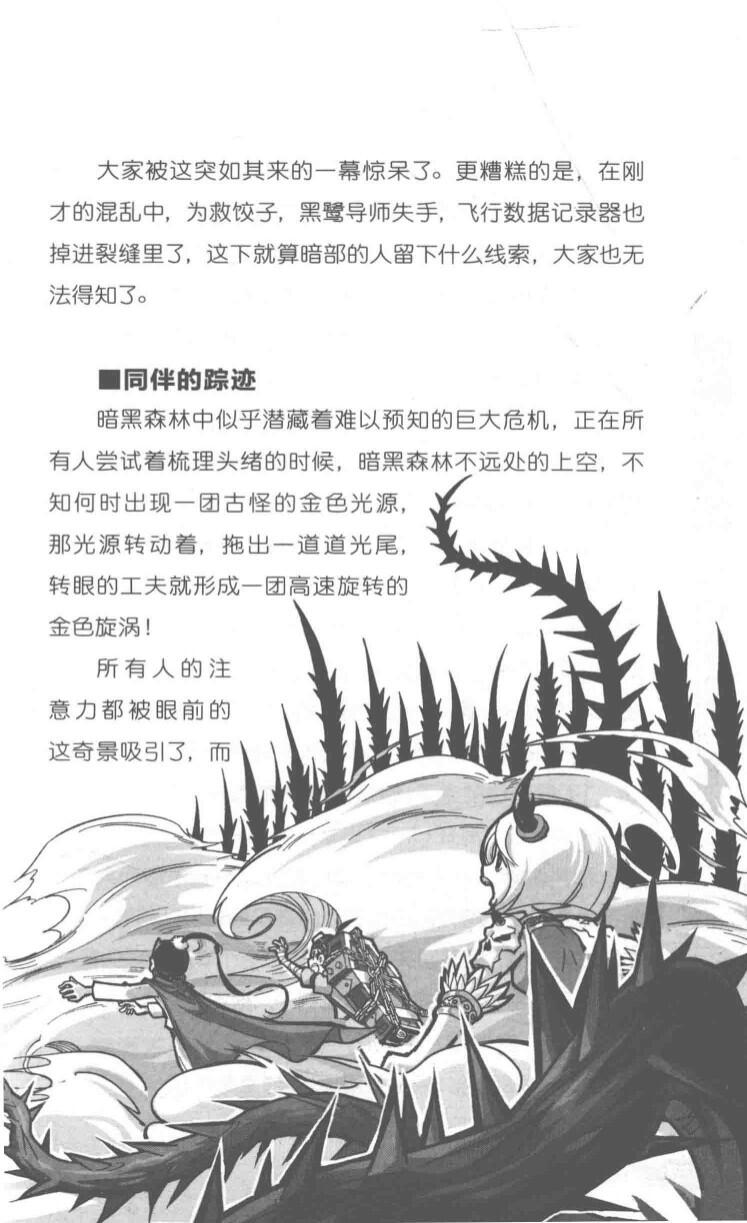 大家被这突如其来的一幕惊呆了。更糟糕的是，在刚
才的混乱中，为救饺子，黑鹭导师失手，飞行数据记录器也
掉进裂缝里了，这下就算暗部的人留下什么线索，大家也无
法得知了。
■同伴的踪迹
暗黑森林中似乎潜藏着难以预知的巨大危机，正在所
有人尝试着梳理头绪的时候，暗黑森林不远处的上空，不
知何时出现一团古怪的金色光源，
那光源转动着，拖出一道道光尾，
转眼的工夫就形成一团高速旋转的
金色旋涡！
所有人的注
意力都被眼前的
这奇景吸引了，而